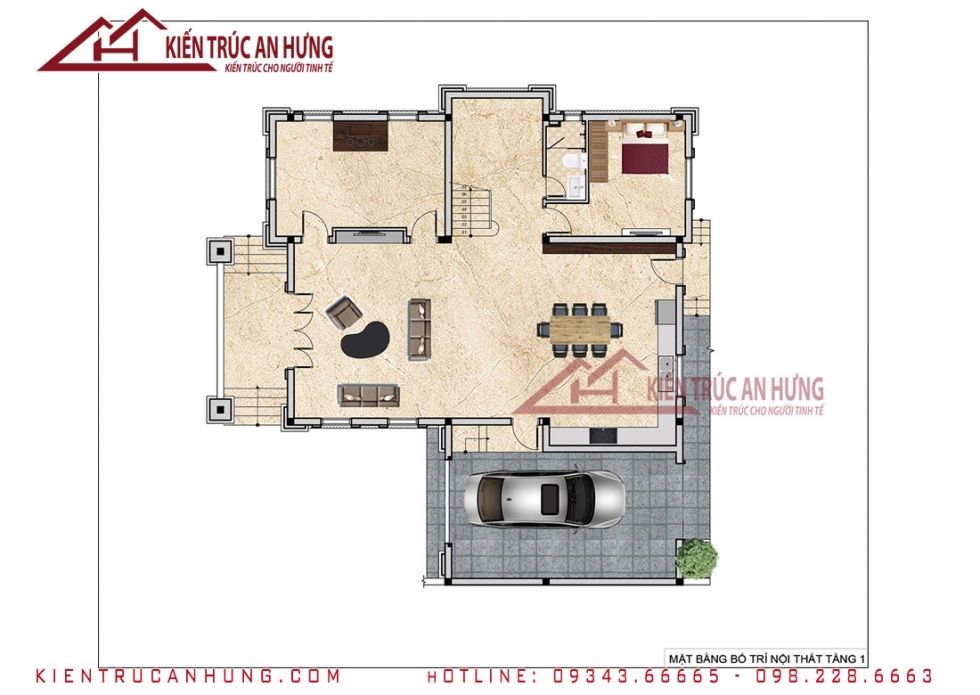 KIẾN TRÚC AN HƯNG
KIẾN TRÚC CHO NGƯỜI TINH TẾ
KIẾN TRÚC AN HƯNG
KIẾN TRÚC CHO NGƯỜI TINH TẾ
MẶT BẰNG BỐ TRÍ NỘI THẤT TẦNG 1
KIENTRUCANHUNG.COM HOTLINE: 09343.66665 - 098.228.6663